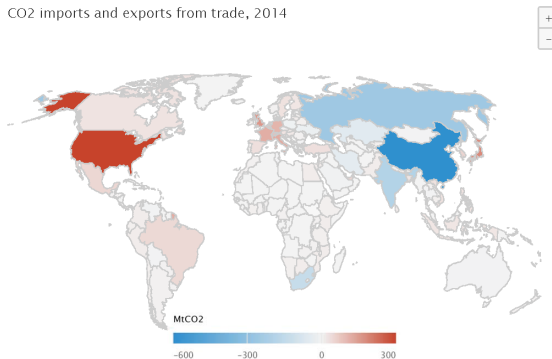 CO2 imports and exports from trade, 2014
+
−
MtCO2
−600 −300 0 300